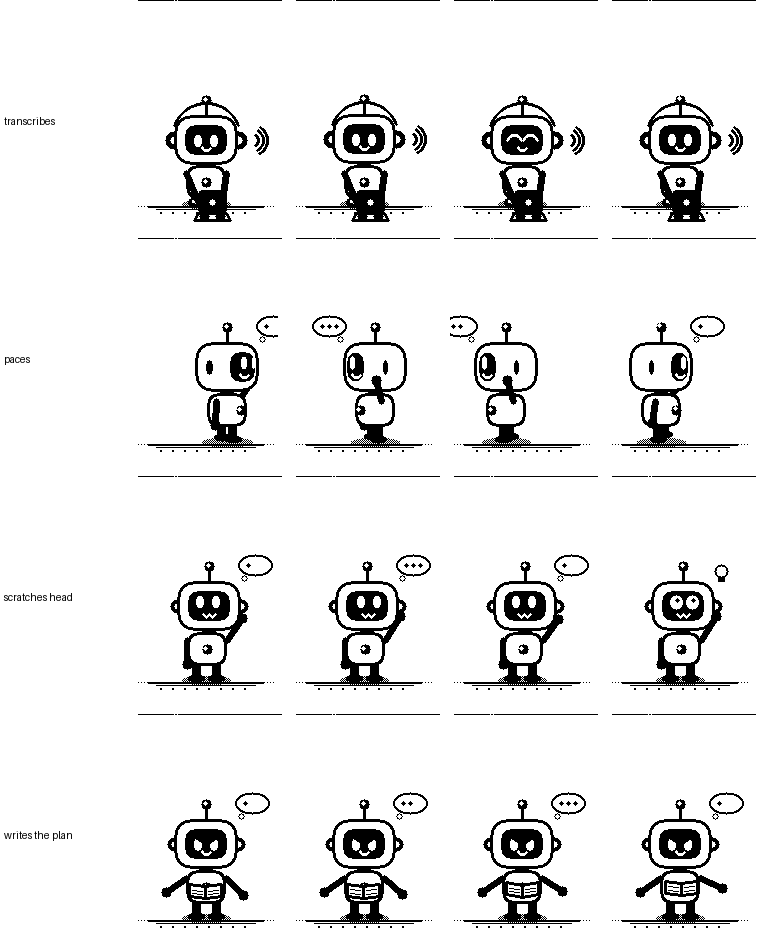 transcribes
paces
scratches head
writes the plan